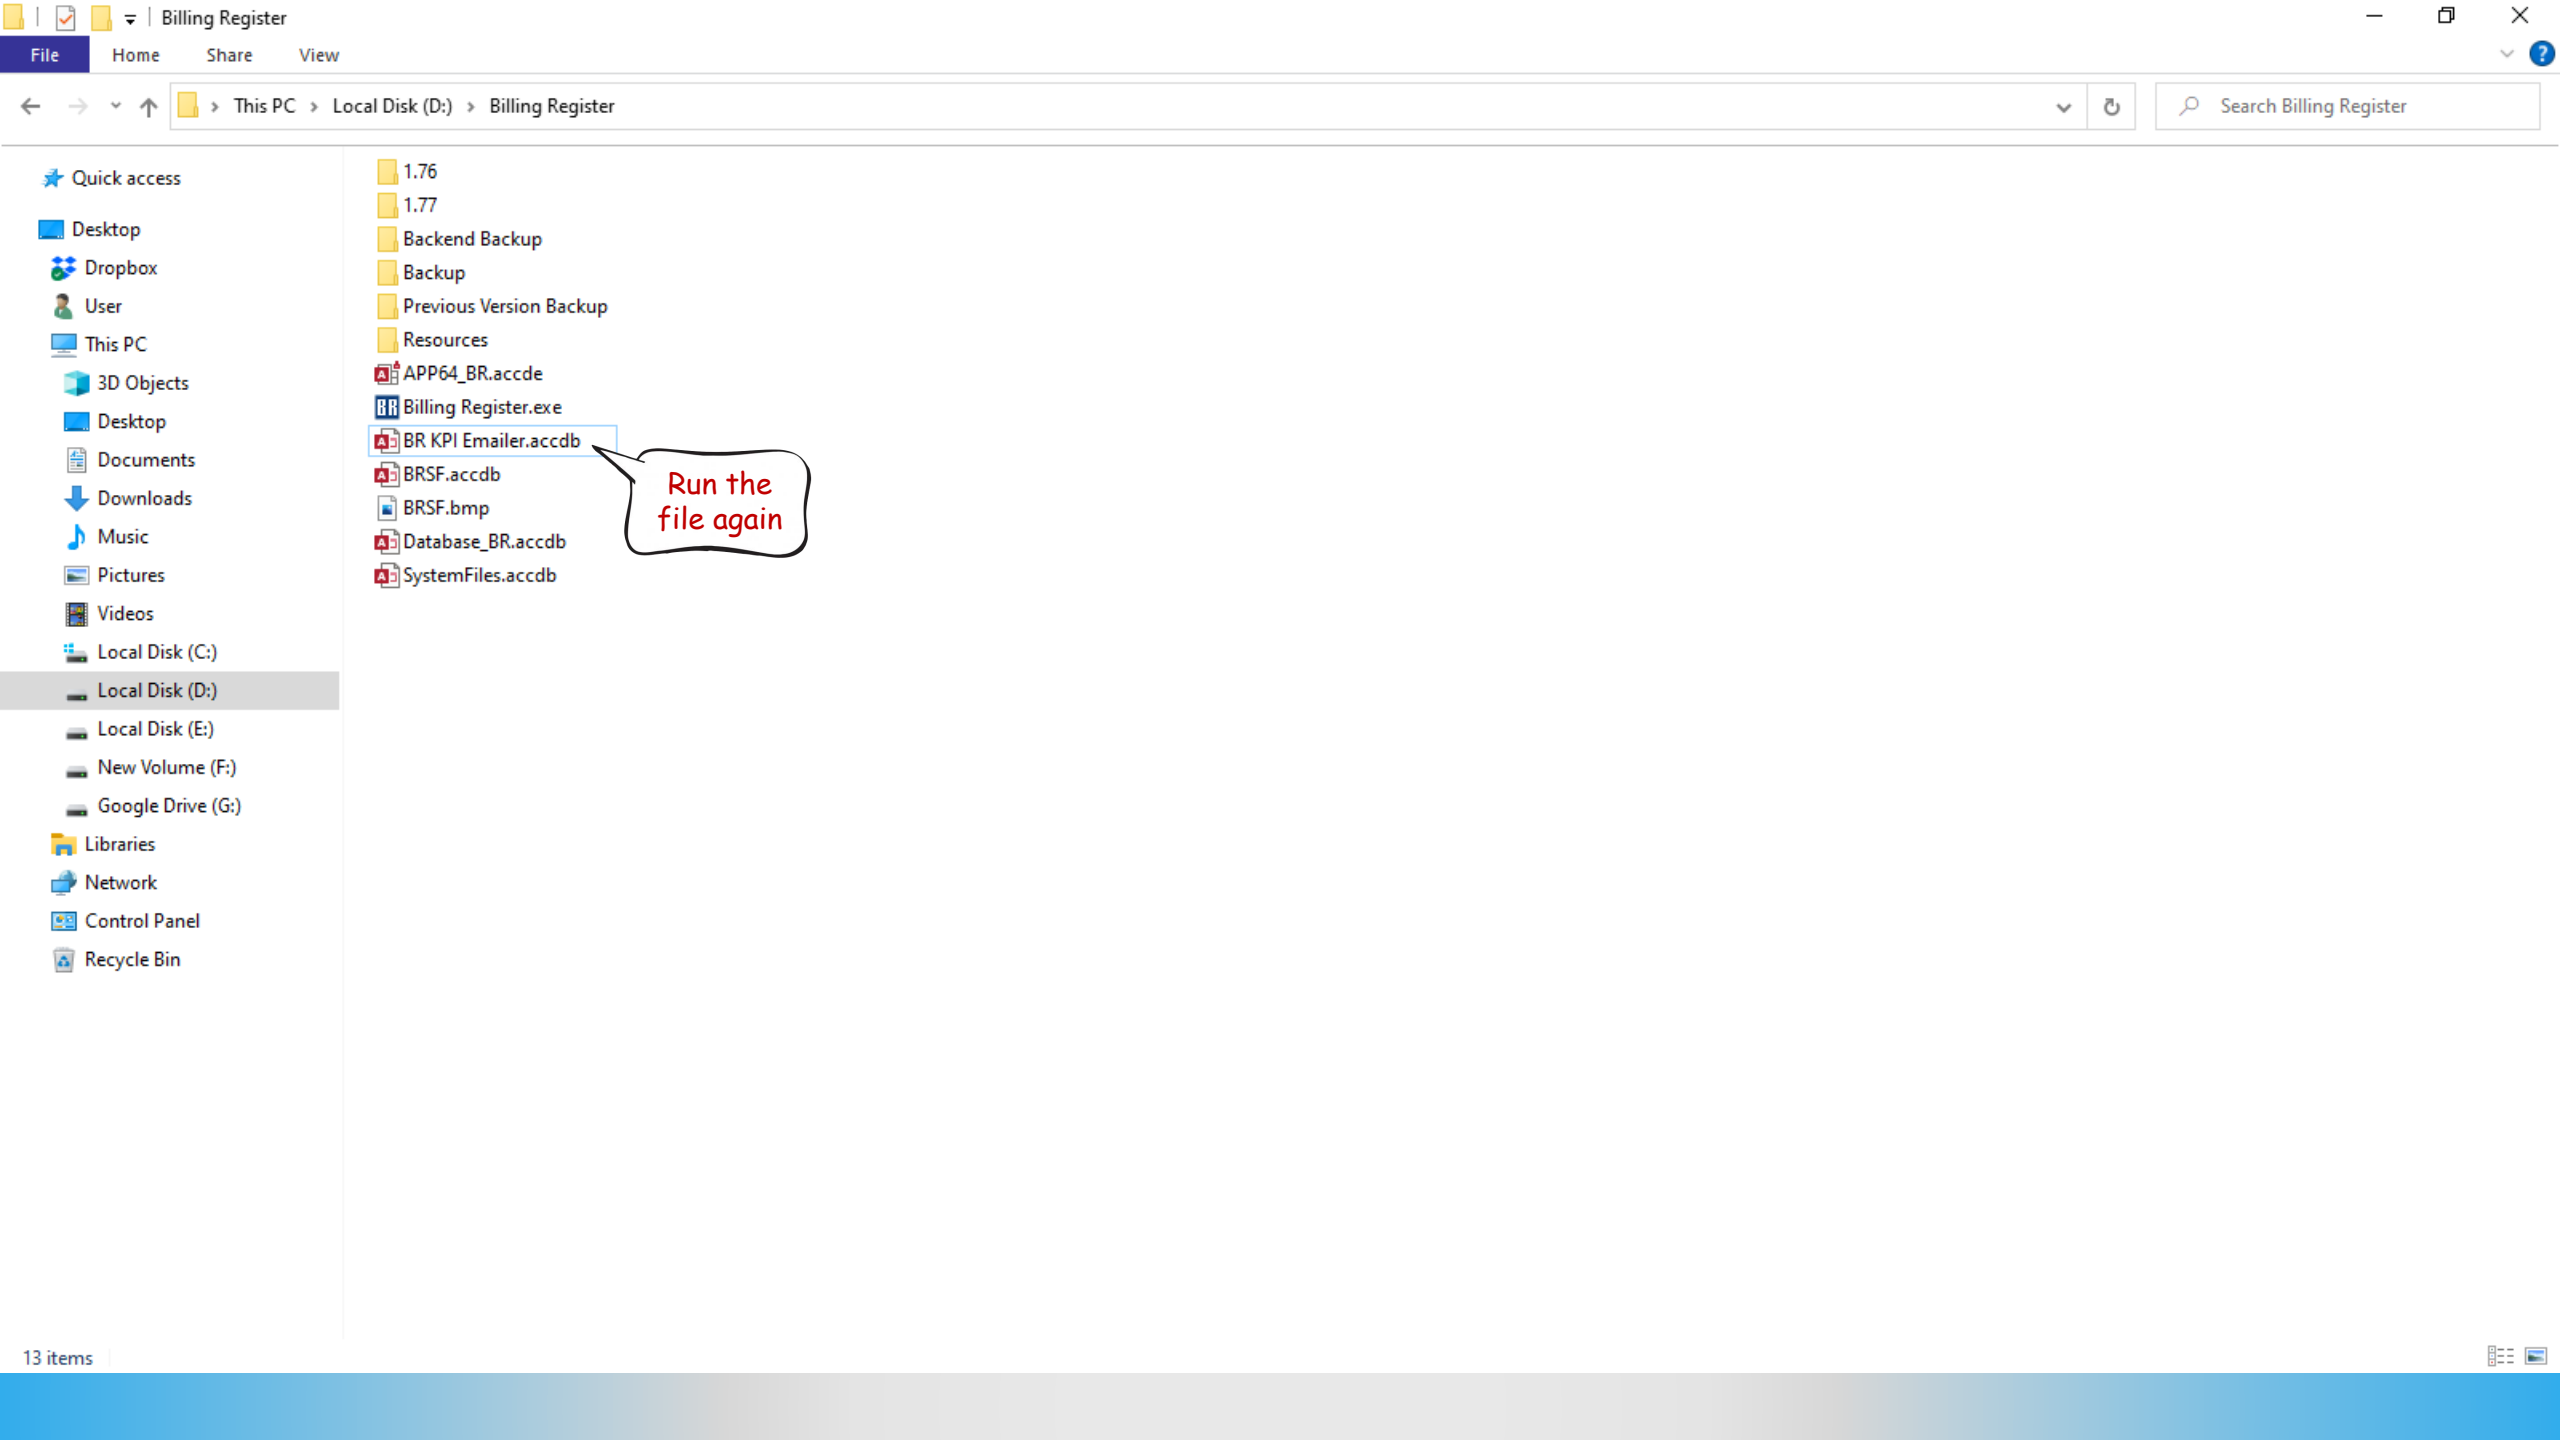 Billing Register
File Home Share View
This PC > Local Disk (D:) > Billing Register
Search Billing Register
Quick access
Desktop
Dropbox
User
This PC
3D Objects
Desktop
Documents
Downloads
Music
Pictures
Videos
Local Disk (C:)
Local Disk (D:)
Local Disk (E:)
New Volume (F:)
Google Drive (G:)
Libraries
Network
Control Panel
Recycle Bin
1.76
1.77
Backend Backup
Backup
Previous Version Backup
Resources
APP64_BR.accde
Billing Register.exe
BR KPI Emailer.accdb
BRSF.accdb
BRSF.bmp
Database_BR.accdb
SystemFiles.accdb
Run the
file again
13 items